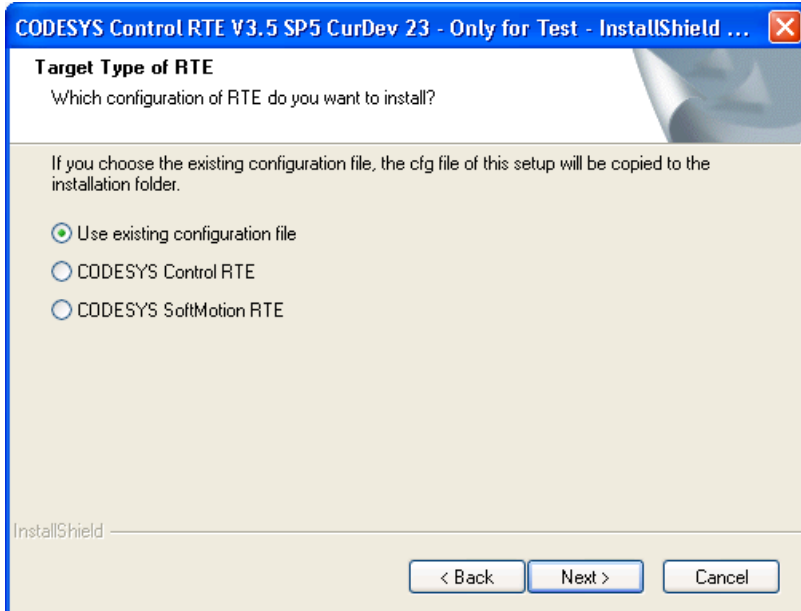 CODESYS Control RTE V3.5 SP5 CurDev 23 - Only for Test - InstallShield ...
Target Type of RTE
Which configuration of RTE do you want to install?
If you choose the existing configuration file, the cfg file of this setup will be copied to the
installation folder.
Use existing configuration file
CODESYS Control RTE
CODESYS SoftMotion RTE
InstallShield
< Back Next > Cancel